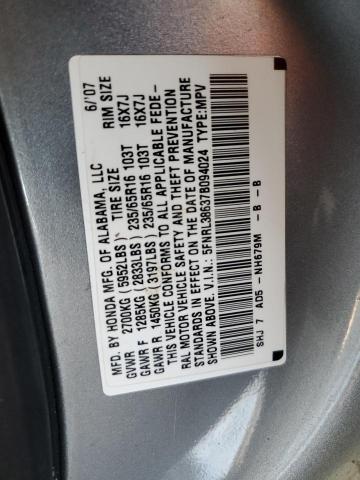 MFD. BY HONDA MFG. OF ALABAMA, LLC 6/'07
TIRE SIZE RIM SIZE
GVWR 2700KG (5952LBS)
GAWR F 1285KG (2833LBS) 235/65R16 103T 16X7J
GAWR R 1450KG (3197LBS) 235/65R16 103T 16X7J
THIS VEHICLE CONFORMS TO ALL APPLICABLE FEDE-
RAL MOTOR VEHICLE SAFETY AND THEFT PREVENTION
STANDARDS IN EFFECT ON THE DATE OF MANUFACTURE
SHOWN ABOVE. V.I.N.: 5FNRL38637B094024 TYPE:MPV
SHJ 7 AD5 -NH679M - B - B